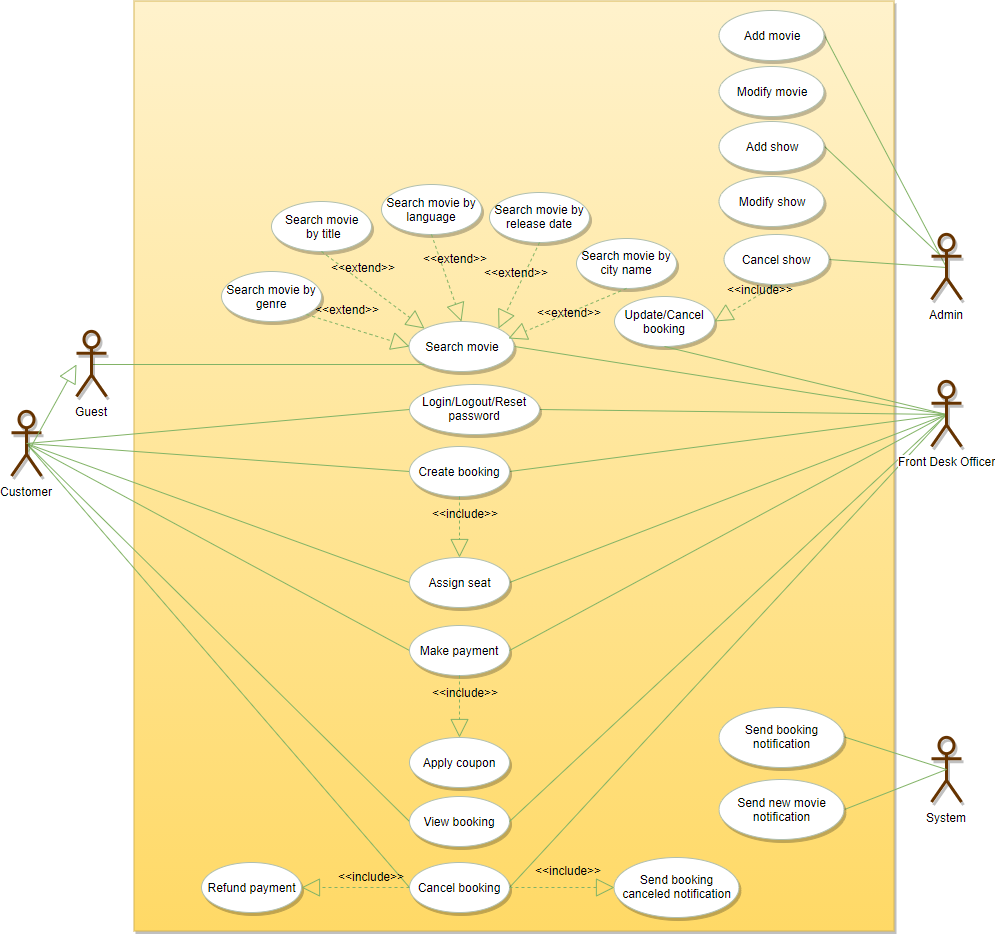 Add movie
Modify movie
Add show
Modify show
Cancel show
<<include>>
Update/Cancel
booking
Search movie by
language
Search movie by
release date
Search movie
by title
Search movie by
city name
Search movie by
genre
<<extend>>
<<extend>>
<<extend>>
<<extend>>
<<extend>>
Search movie
Admin
Guest
Login/Logout/Reset
password
Customer
Front Desk Officer
Create booking
<<include>>
Assign seat
Make payment
<<include>>
Apply coupon
Send booking
notification
Send new movie
notification
System
View booking
Refund payment
<<include>>
Cancel booking
<<include>>
Send booking
canceled notification